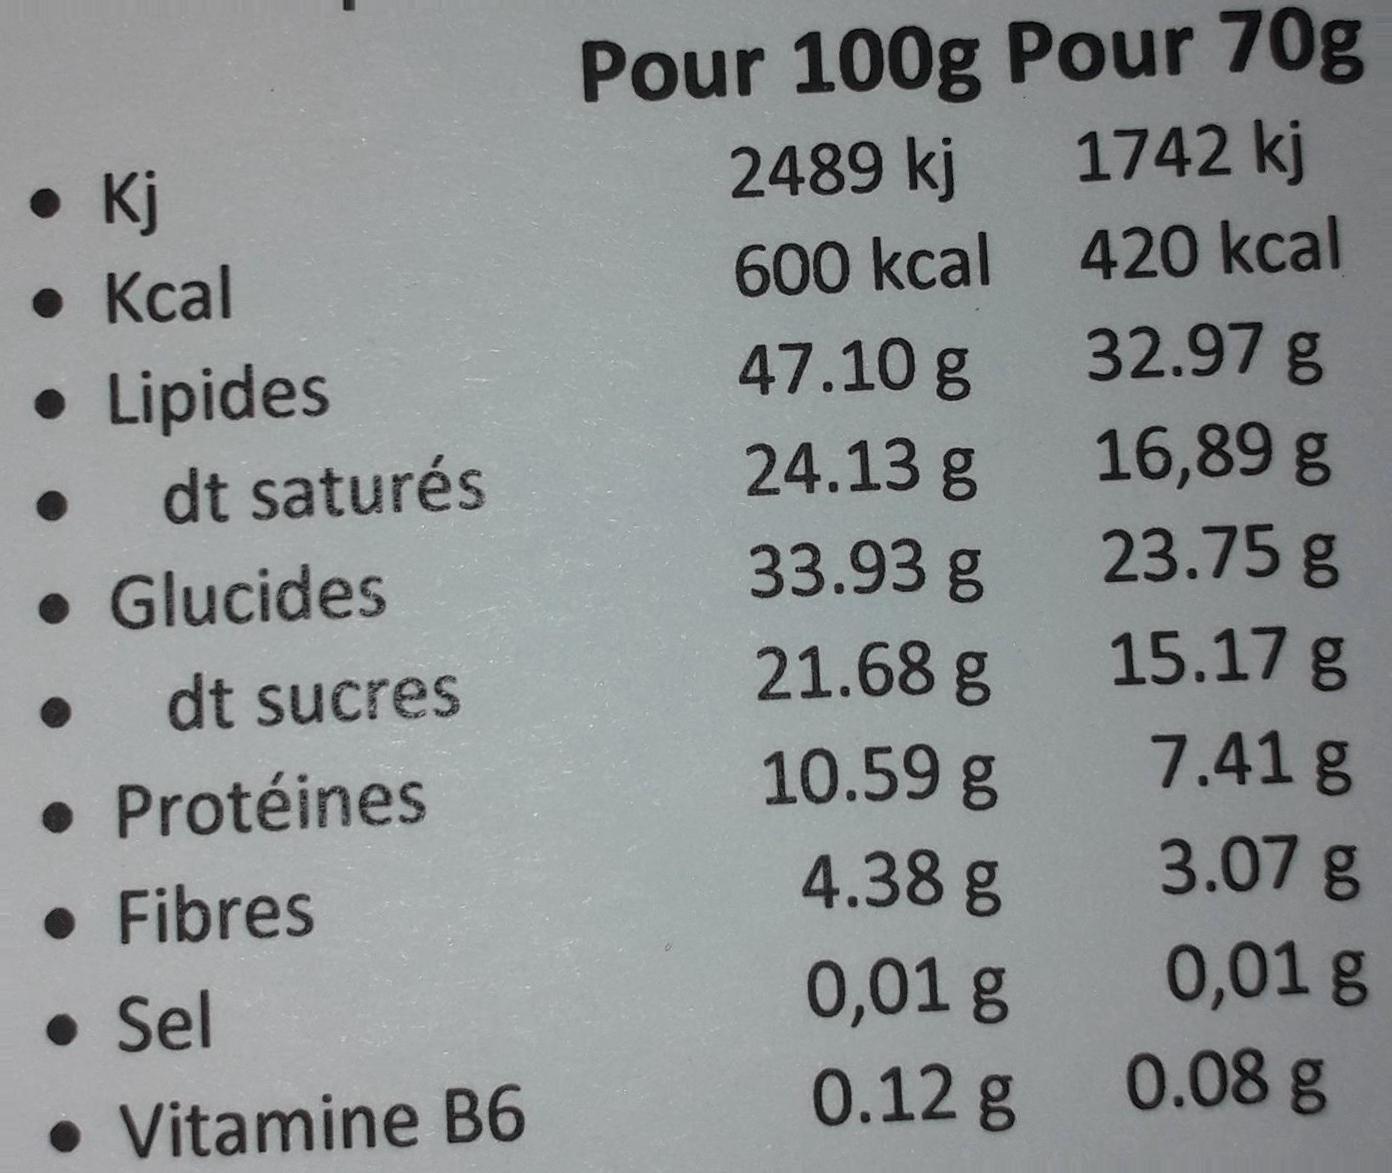 Pour 100g Pour 70g
• Kj 2489 kj 1742 kj
• Kcal 600 kcal 420 kcal
• Lipides 47.10 g 32.97 g
• dt saturés 24.13 g 16,89 g
• Glucides 33.93 g 23.75 g
• dt sucres 21.68 g 15.17 g
• Protéines 10.59 g 7.41 g
• Fibres 4.38 g 3.07 g
• Sel 0,01 g 0,01 g
• Vitamine B6 0.12 g 0.08 g